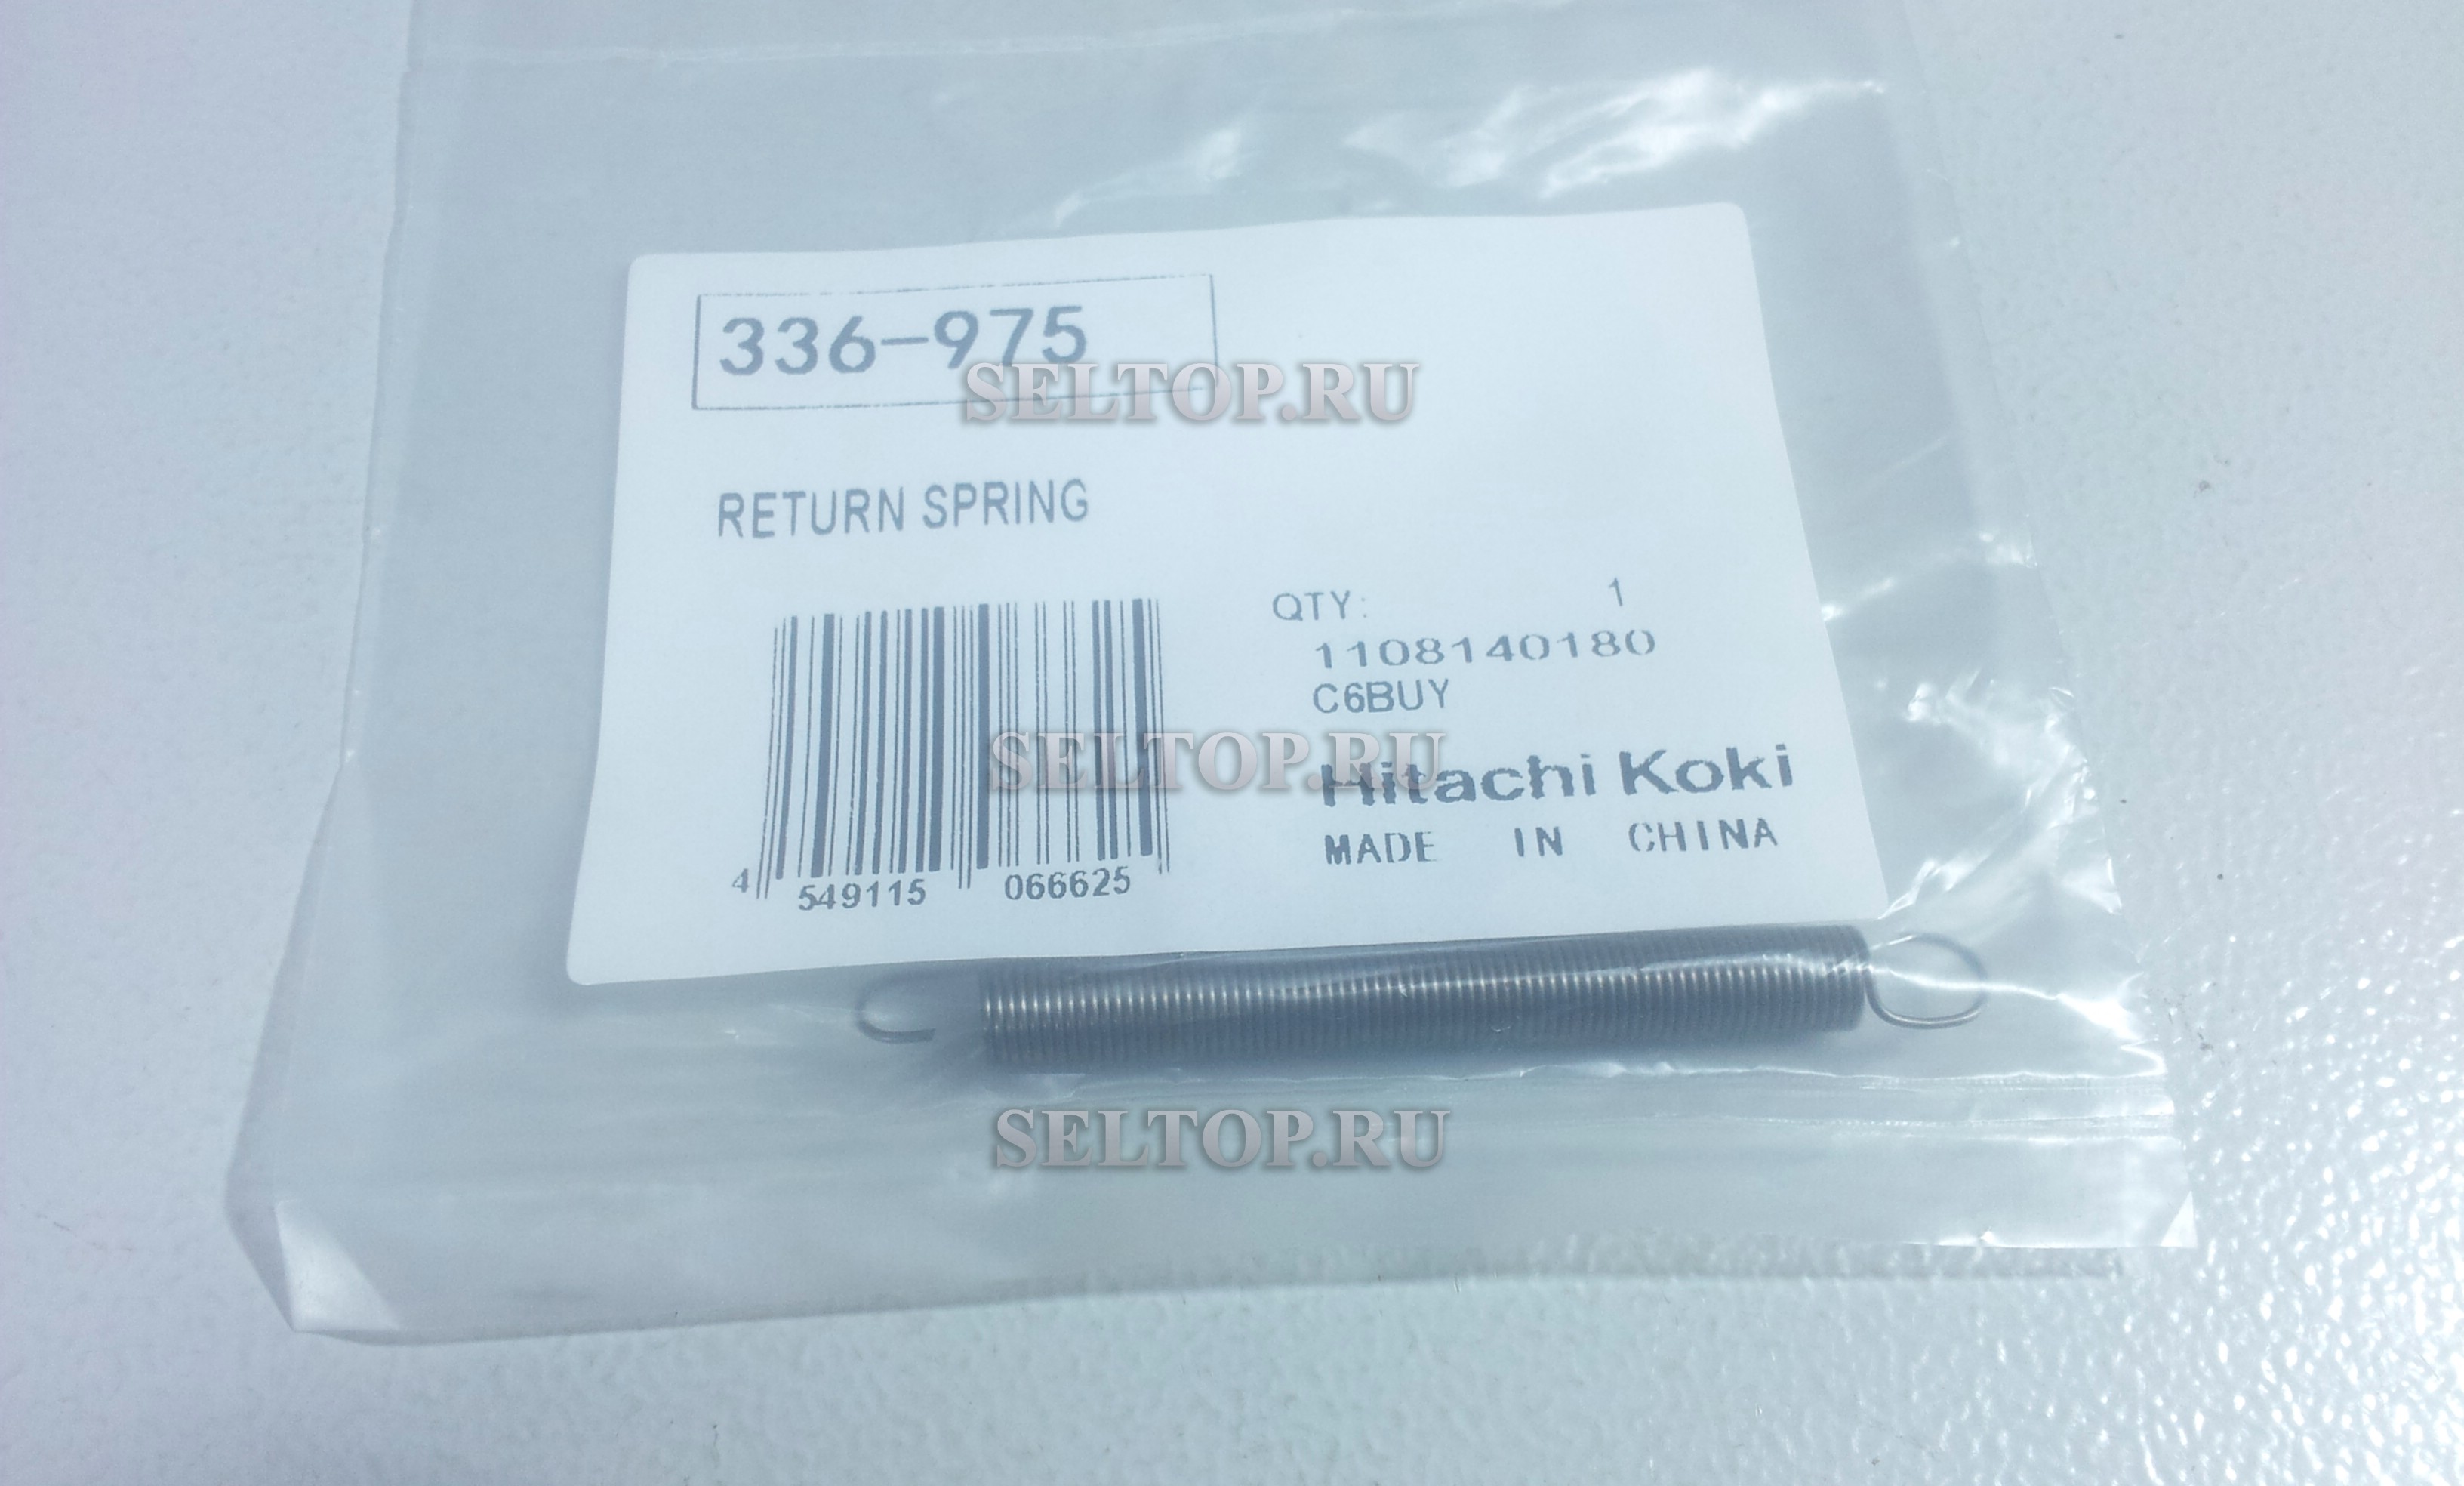 336-975
SELTOP.RU
RETURN SPRING
QTY: 1
1108140180
C6BUY
SELTOP.RU
Hitachi Koki
MADE IN CHINA
4 549115 066625
SELTOP.RU